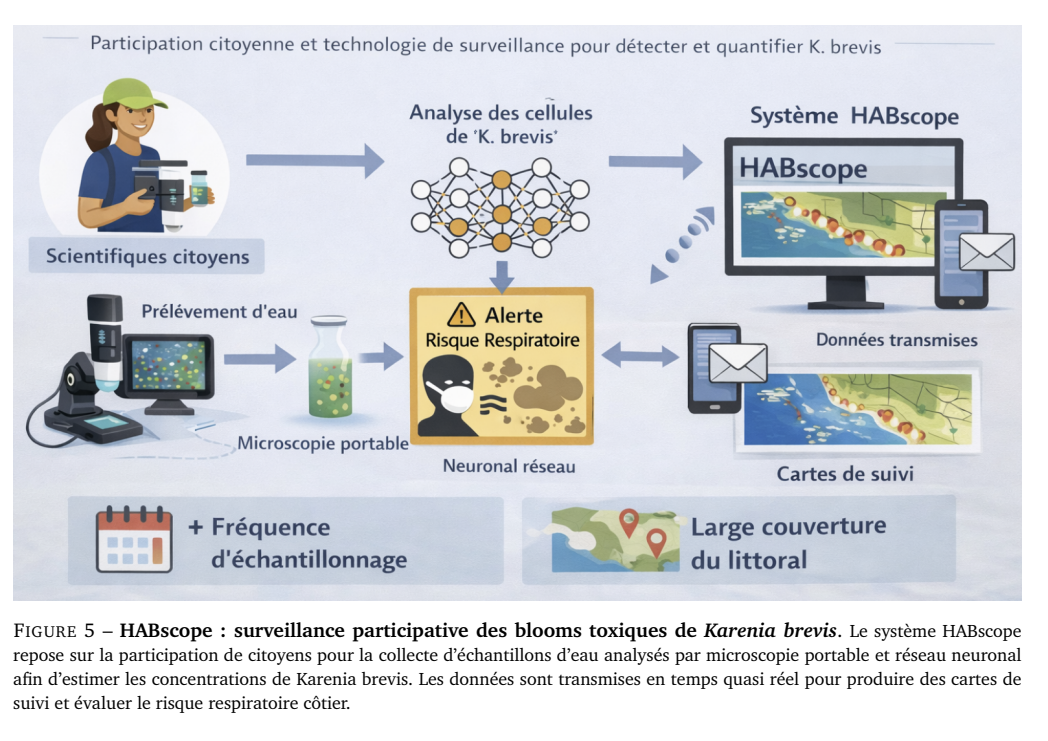 Participation citoyenne et technologie de surveillance pour détecter et quantifier K. brevis
Scientifiques citoyens
Analyse des cellules
de 'K. brevis'
Système HABscope
HABscope
Prélévement d'eau
Microscopie portable
Alerte
Risque Respiratoire
Neuronal réseau
Données transmises
Cartes de suivi
+ Fréquence
d'échantillonnage
Large couverture
du littoral
FIGURE 5 – HABscope : surveillance participative des blooms toxiques de Karenia brevis. Le système HABscope
repose sur la participation de citoyens pour la collecte d'échantillons d'eau analysés par microscopie portable et réseau neuronal
afin d'estimer les concentrations de Karenia brevis. Les données sont transmises en temps quasi réel pour produire des cartes de
suivi et évaluer le risque respiratoire côtier.